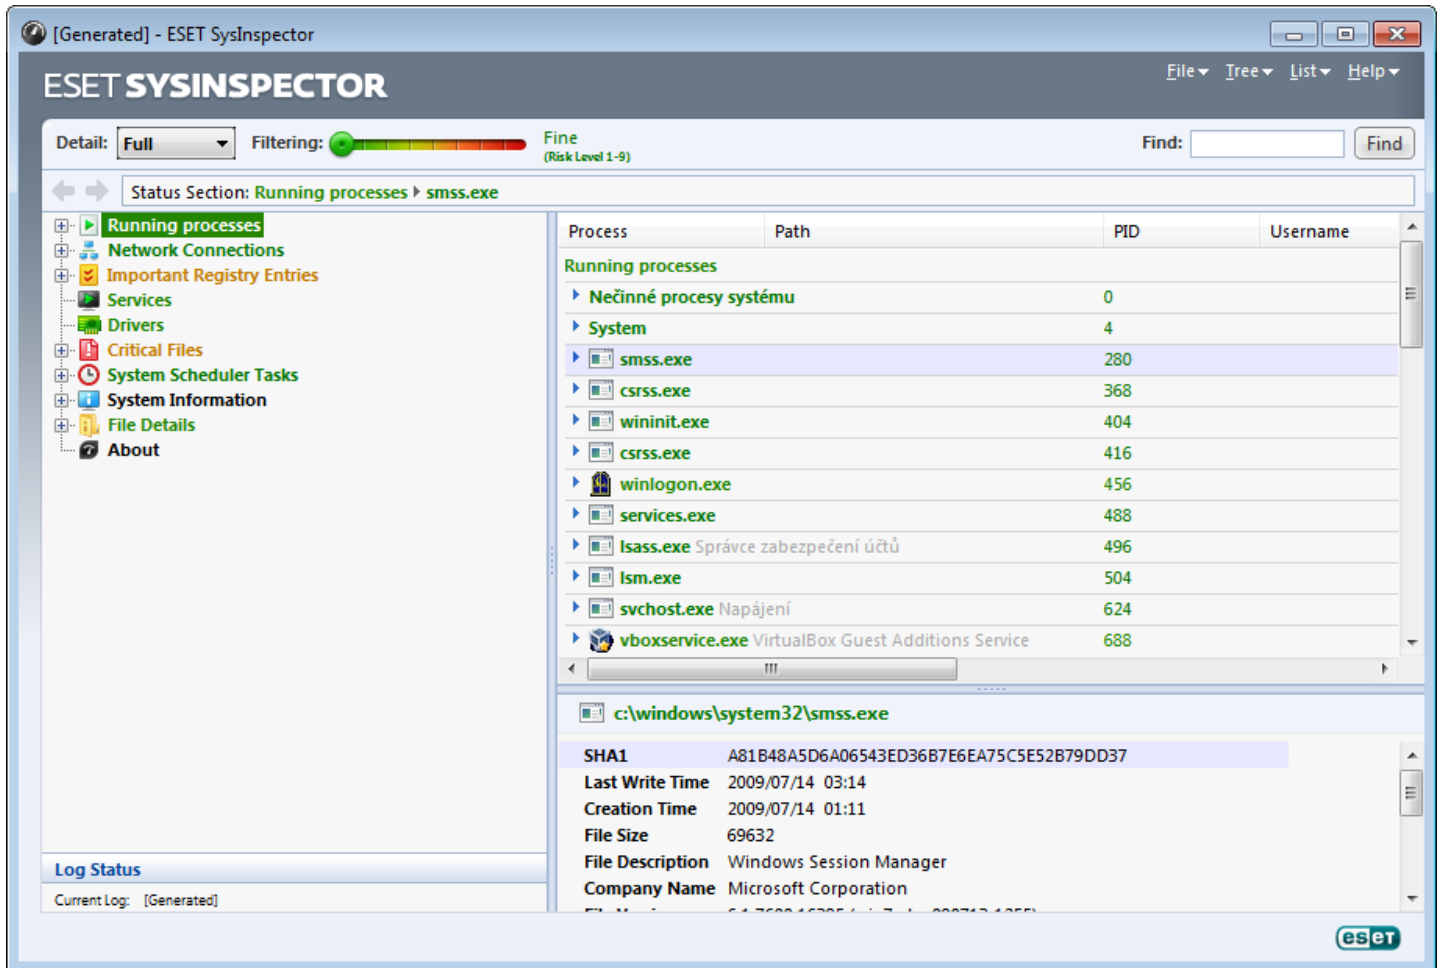 [Generated] - ESET SysInspector
ESET SYSINSPECTOR
File Tree List Help
Detail: Full Filtering: Fine Find: Find
(Risk Level 1-9)
Status Section: Running processes smss.exe
Running processes
Network Connections
Important Registry Entries
Services
Drivers
Critical Files
System Scheduler Tasks
System Information
File Details
About
Process Path PID Username
Running processes
Nečinné procesy systému 0
System 4
smss.exe 280
csrss.exe 368
wininit.exe 404
csrss.exe 416
winlogon.exe 456
services.exe 488
lsass.exe Správce zabezpečení účtů 496
lsm.exe 504
svchost.exe Napájení 624
vboxservice.exe VirtualBox Guest Additions Service 688
c:\windows\system32\smss.exe
SHA1 A81B48A5D6A06543ED36B7E6EA75C5E52B79DD37
Last Write Time 2009/07/14 03:14
Creation Time 2009/07/14 01:11
File Size 69632
File Description Windows Session Manager
Company Name Microsoft Corporation
Log Status
Current Log: [Generated]
eset